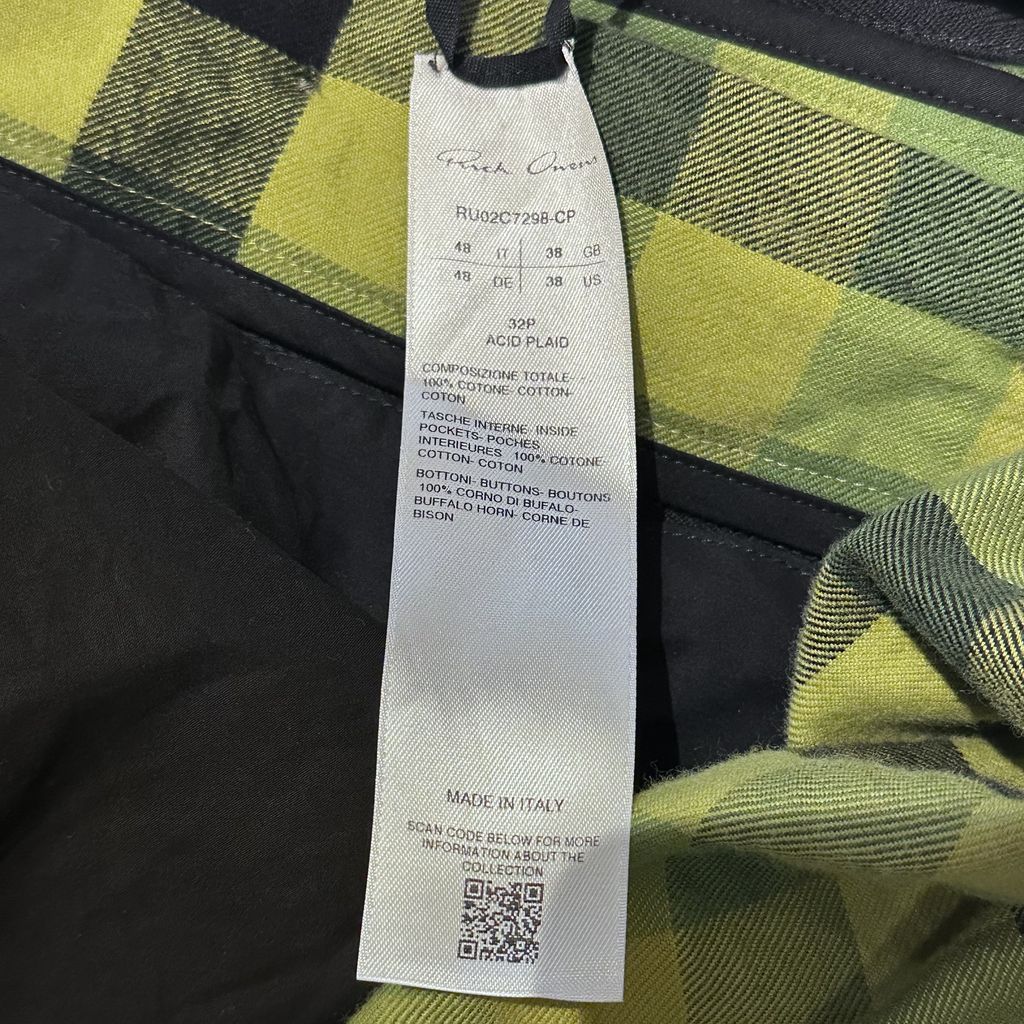 Rick Owens
RU02C7298-CP
48 IT 38 GB
48 DE 38 US
32P
ACID PLAID
COMPOSIZIONE TOTALE- -
100% COTONE- COTTON-
COTON
TASCHE INTERNE- INSIDE
POCKETS- POCHES
INTERIEURES 100% COTONE-
COTTON- COTON
BOTTONI- BUTTONS- BOUTONS
100% CORNO DI BUFALO-
BUFFALO HORN- CORNE DE
BISON
MADE IN ITALY
SCAN CODE BELOW FOR MORE
INFORMATION ABOUT THE
COLLECTION